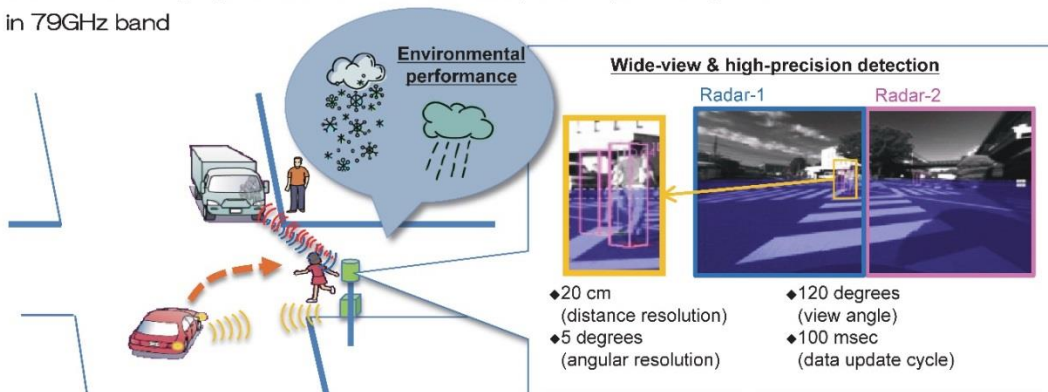 in 79GHz band
Environmental
performance
Wide-view & high-precision detection
Radar-1
Radar-2
◆20 cm
(distance resolution)
◆5 degrees
(angular resolution)
◆120 degrees
(view angle)
◆100 msec
(data update cycle)